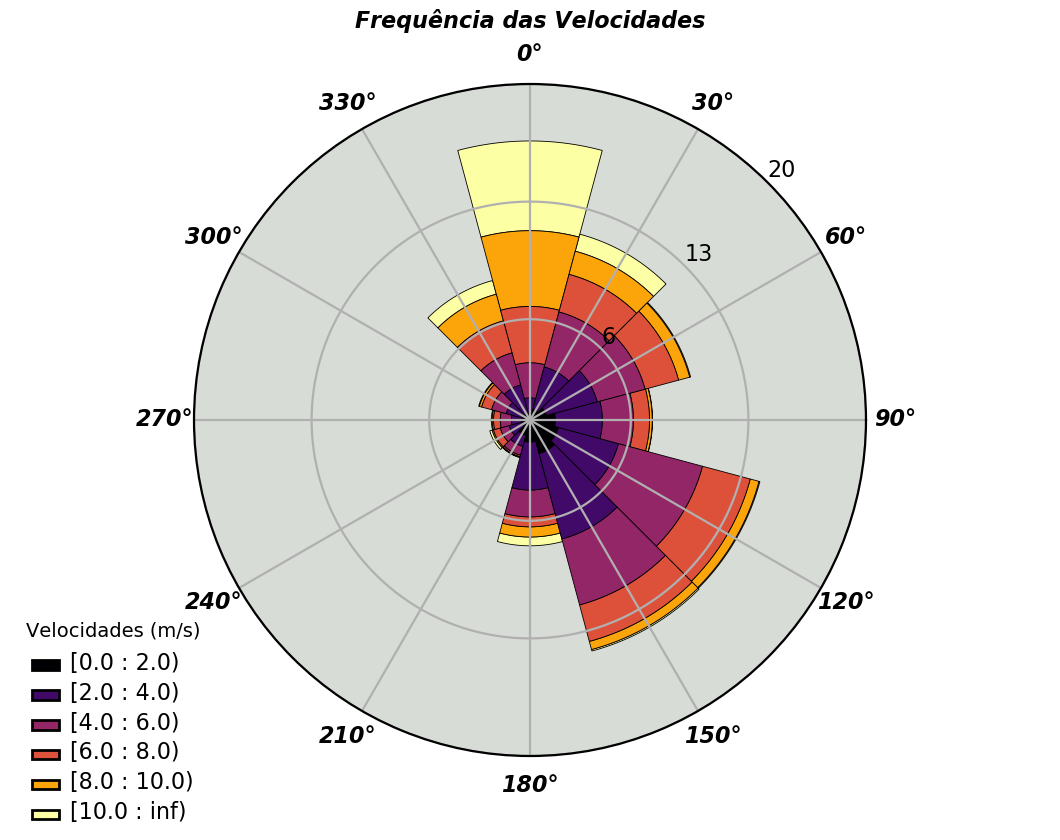 Frequência das Velocidades
0°
330°
30°
20
300°
60°
13
6
270°
90°
240°
120°
210°
150°
180°
Velocidades (m/s)
[0.0 : 2.0)
[2.0 : 4.0)
[4.0 : 6.0)
[6.0 : 8.0)
[8.0 : 10.0)
[10.0 : inf)